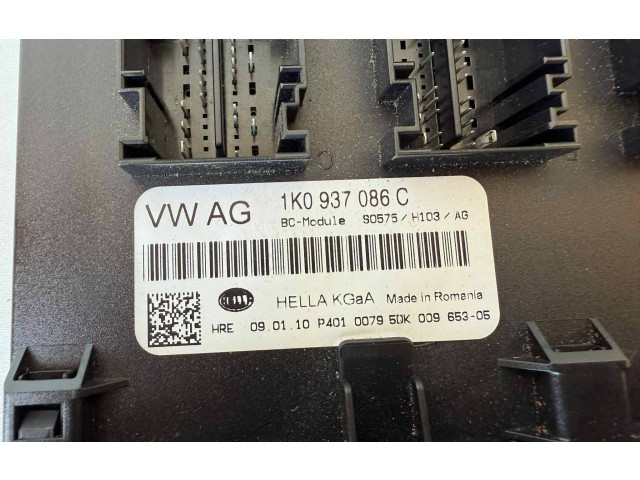 VW AG
1K0 937 086 C
BC-Module S0575/H103/AG
HELLA KGaA Made in Romania
HRE 09.01.10 P401 0079 5DK 009 653-05